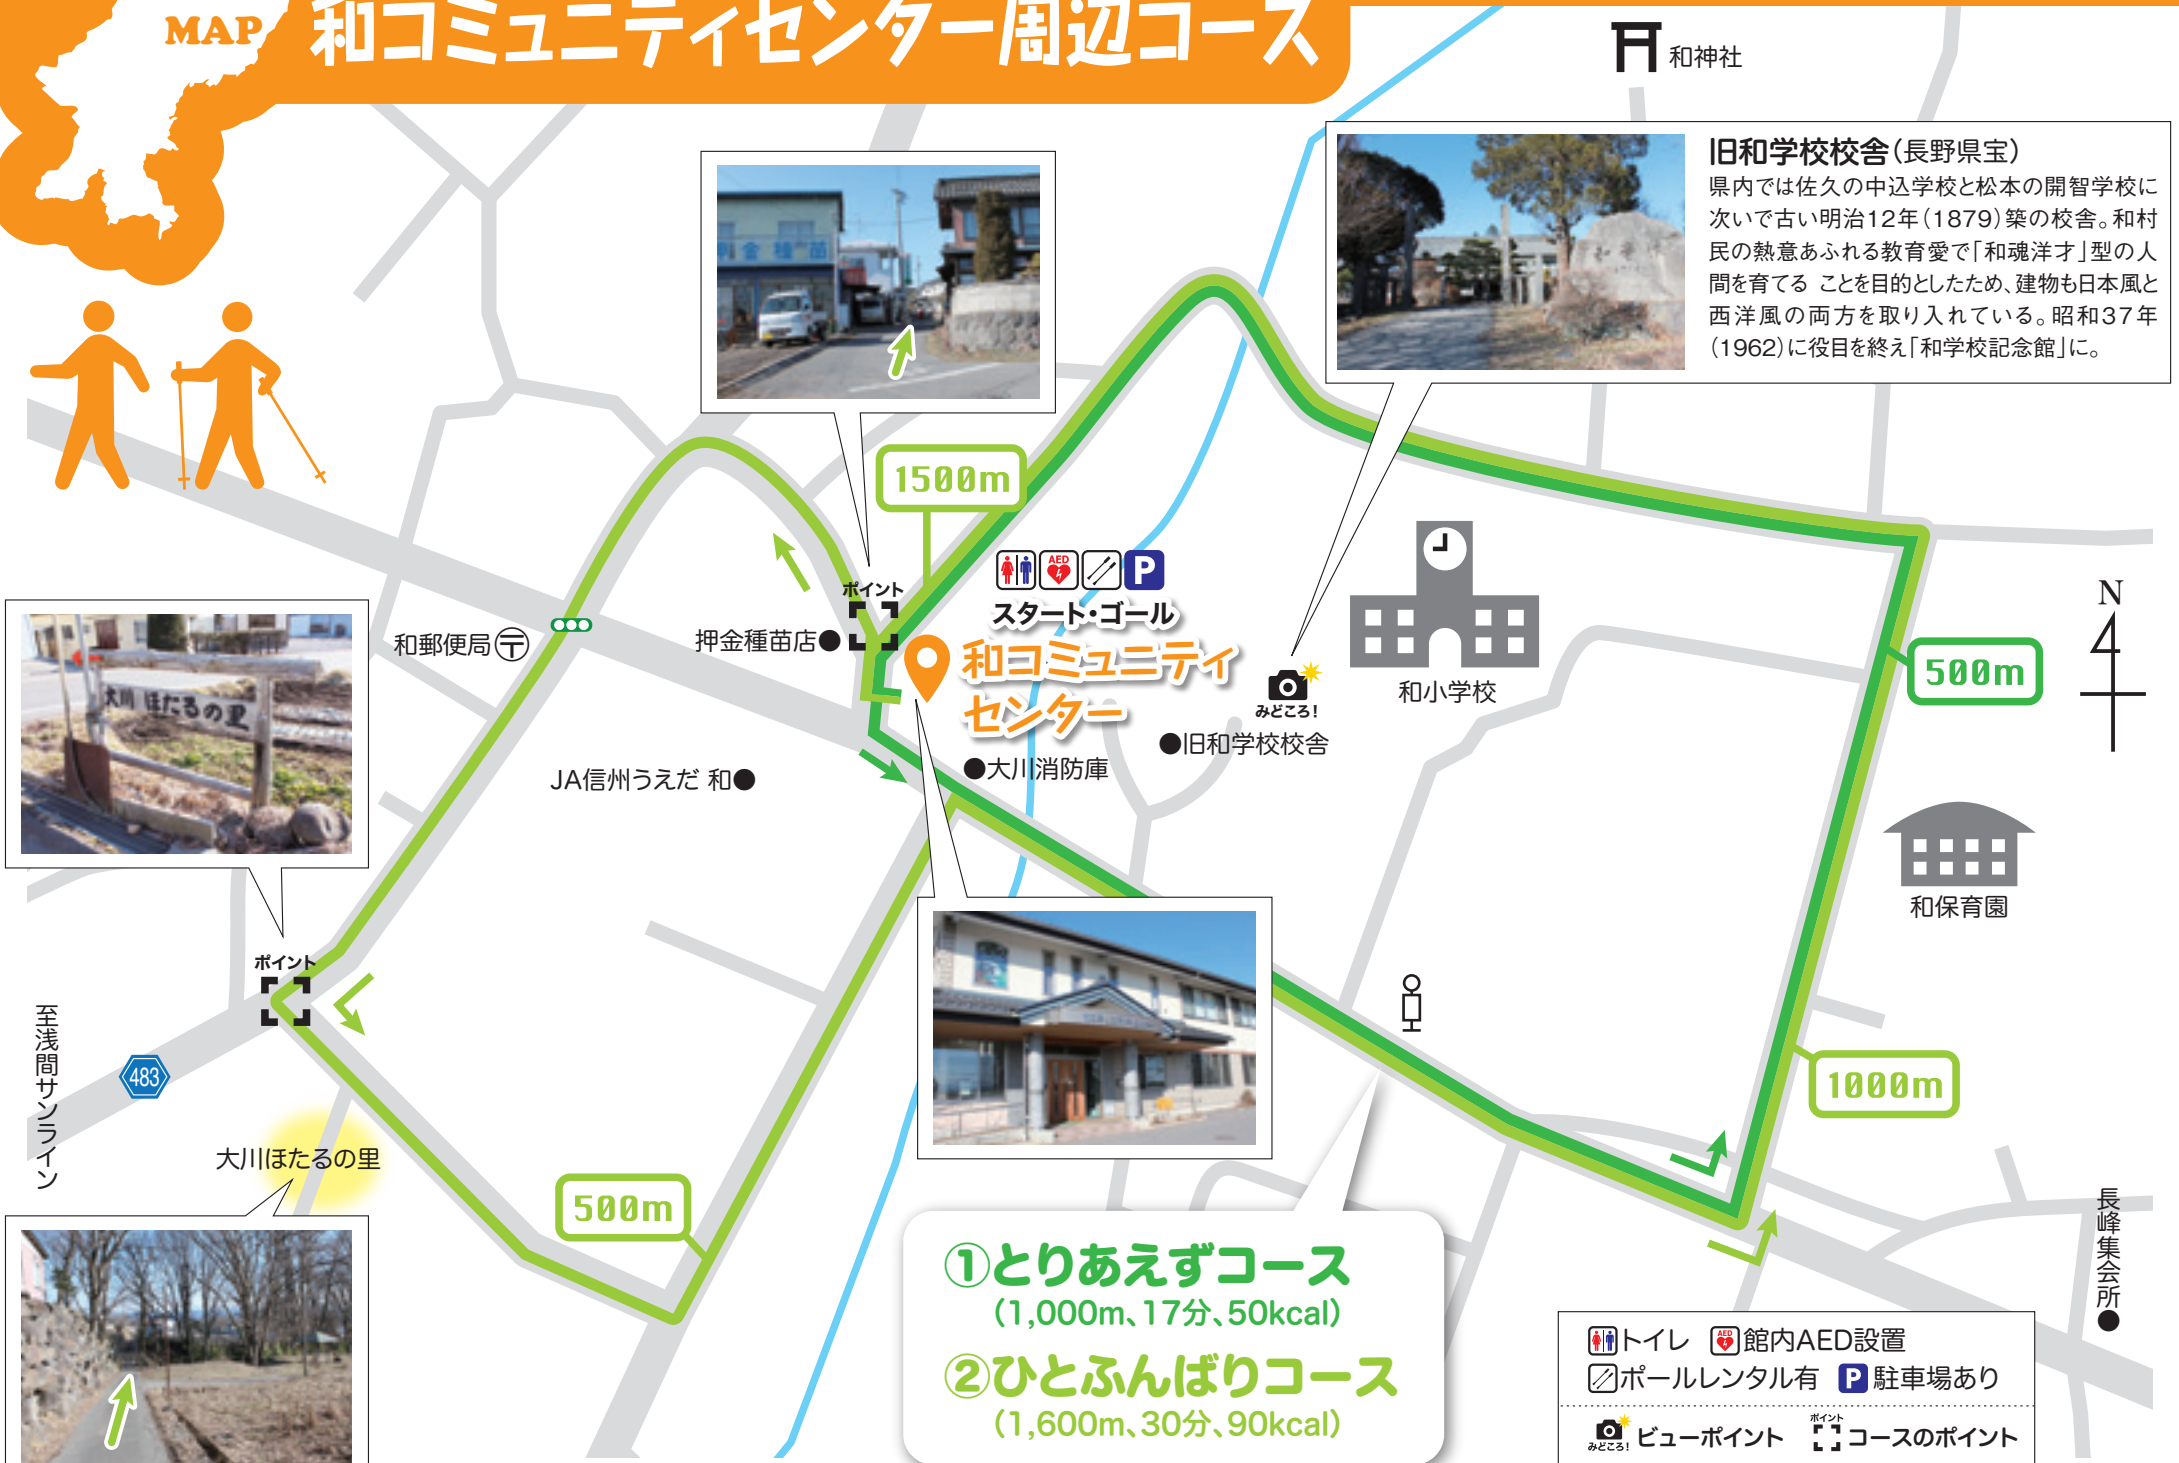 MAP
和コミュニティセンター周辺コース
和神社
旧和学校校舎(長野県宝)
県内では佐久の中込学校と松本の開智学校に
次いで古い明治12年(1879)築の校舎。和村
民の熱意あふれる教育愛で「和魂洋才」型の人
間を育てる ことを目的としたため、建物も日本風と
西洋風の両方を取り入れている。昭和37年
(1962)に役目を終え「和学校記念館」に。
1500m
AED
P
スタート・ゴール
和コミュニティ
センター
ポイント
押金種苗店
和郵便局
JA信州うえだ 和
大川消防庫
みどころ!
旧和学校校舎
和小学校
500m
N
和保育園
1000m
大川 ほたるの里
ポイント
至浅間サンライン
483
大川ほたるの里
500m
長峰集会所
①とりあえずコース
(1,000m、17分、50kcal)
②ひとふんばりコース
(1,600m、30分、90kcal)
トイレ AED 館内AED設置
ポールレンタル有 P 駐車場あり
みどころ! ビューポイント ポイント コースのポイント